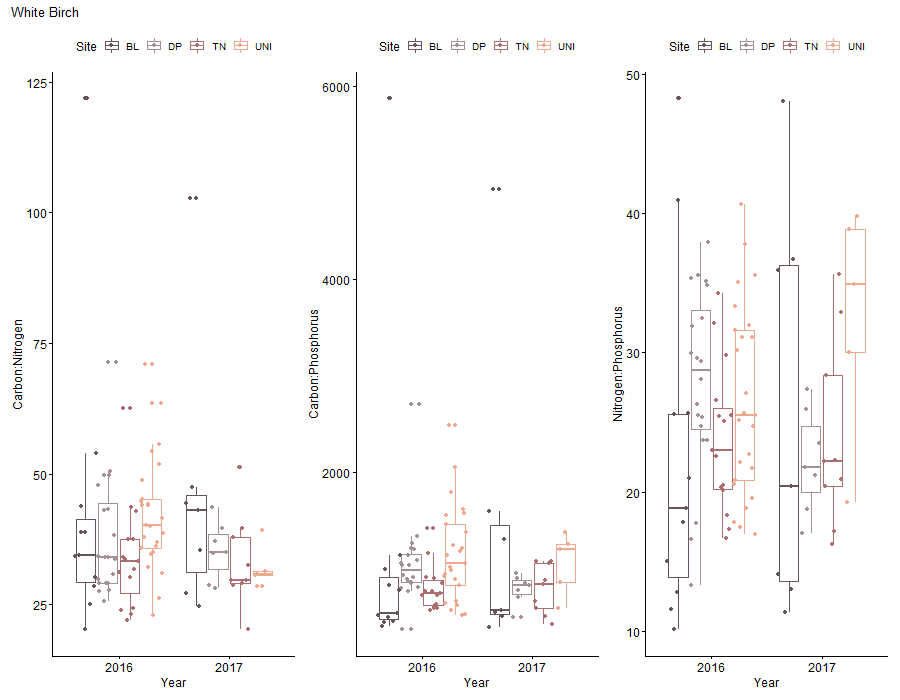 White Birch
Site BL DP TN UNI
125
100
75
50
25
Carbon:Nitrogen
2016 2017
Year
Site BL DP TN UNI
6000
4000
2000
Carbon:Phosphorus
2016 2017
Year
Site BL DP TN UNI
50
40
30
20
10
Nitrogen:Phosphorus
2016 2017
Year